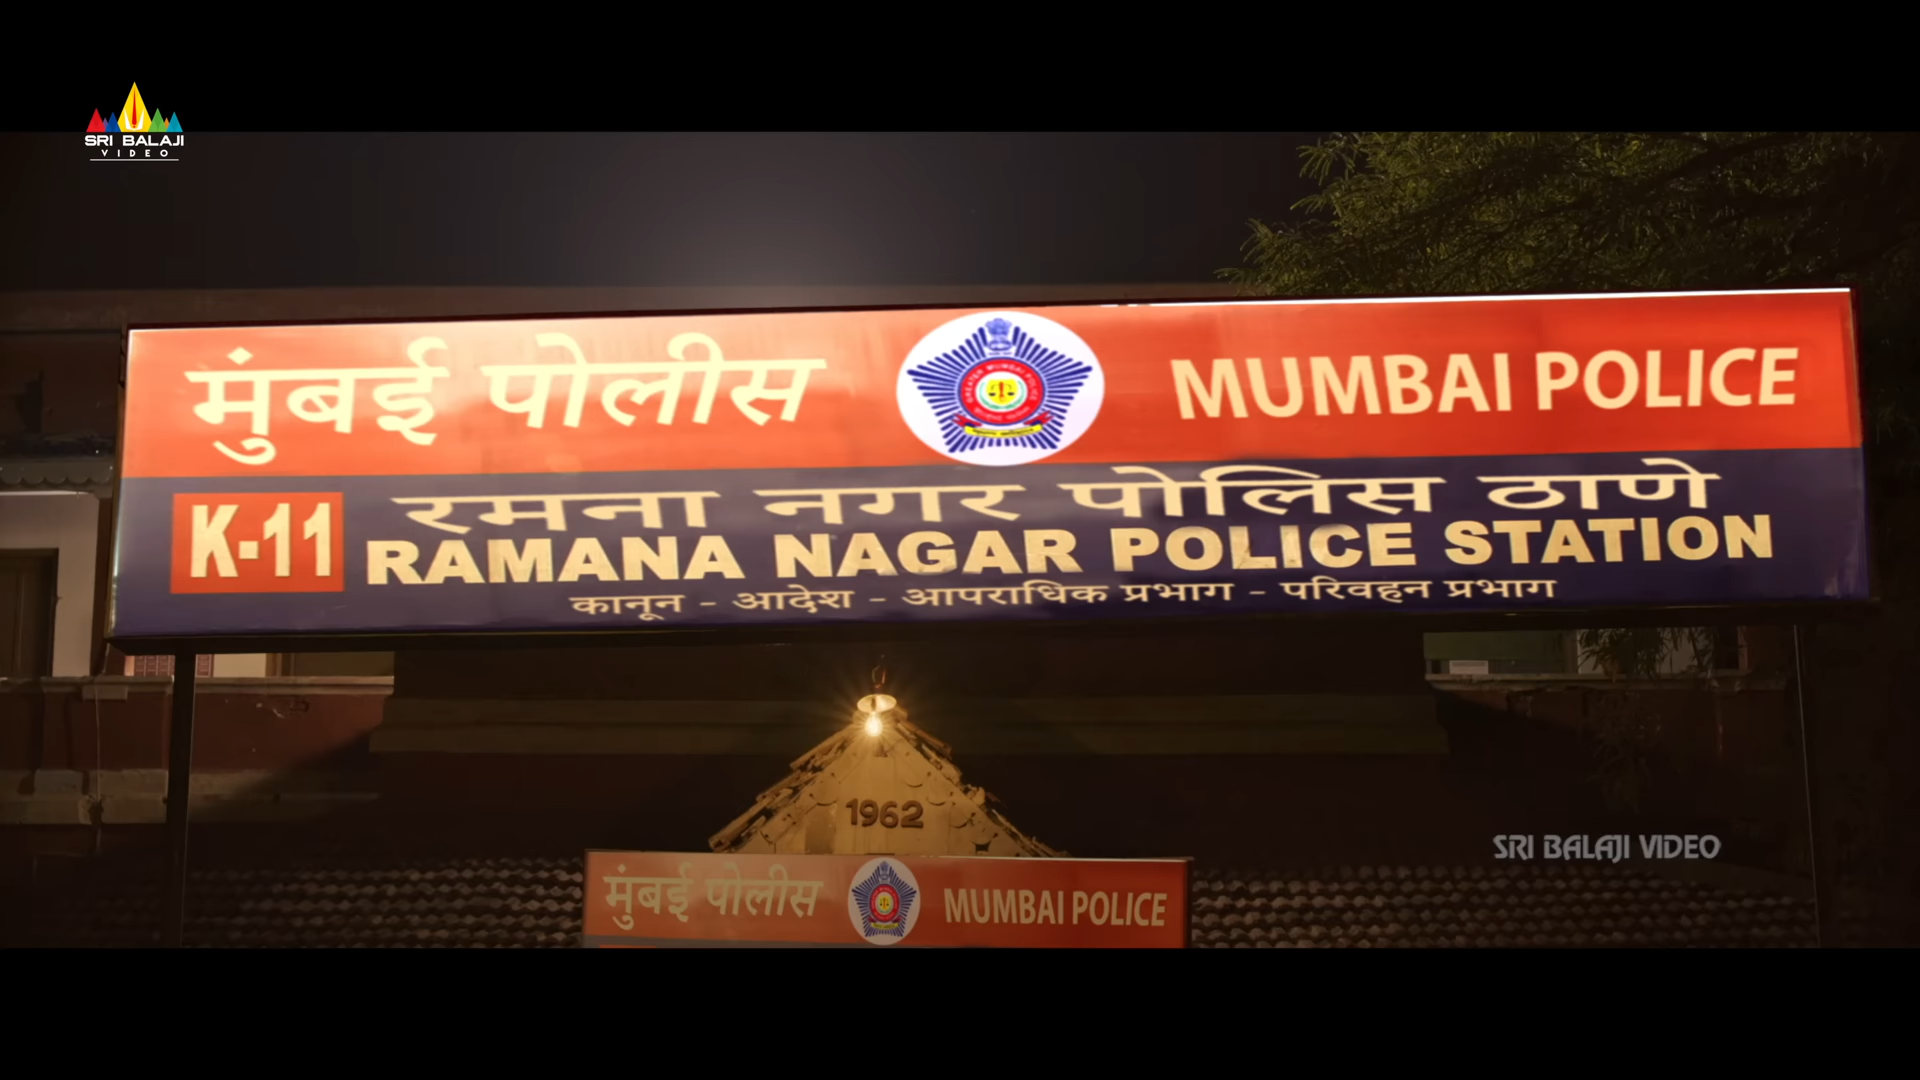 SRI BALAJI
VIDEO
मुंबई पोलीस MUMBAI POLICE
K-11
रमना नगर पोलिस ठाणे
RAMANA NAGAR POLICE STATION
कानून - आदेश - आपराधिक प्रभाग - परिवहन प्रभाग
1962
SRI BALAJI VIDEO
मुंबई पोलीस MUMBAI POLICE